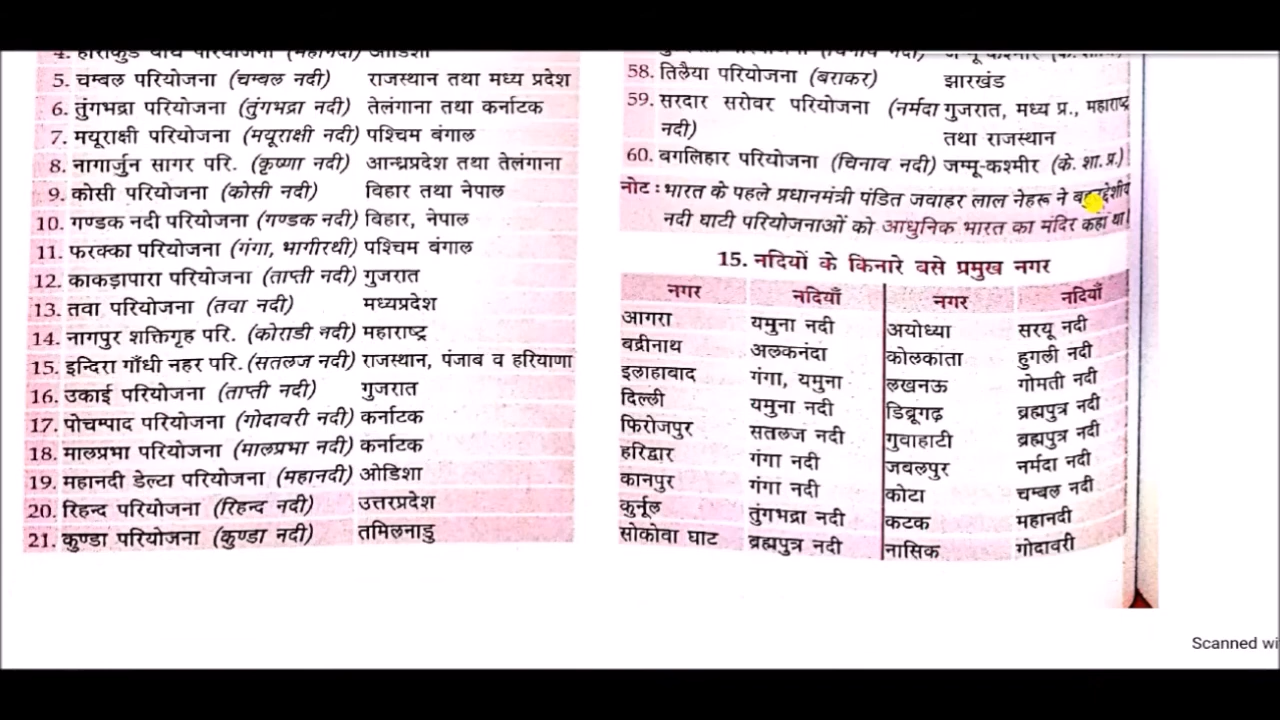 5. चम्बल परियोजना (चम्बल नदी) राजस्थान तथा मध्य प्रदेश
6. तुंगभद्रा परियोजना (तुंगभद्रा नदी) तेलंगाना तथा कर्नाटक
7. मयूराक्षी परियोजना (मयूराक्षी नदी) पश्चिम बंगाल
8. नागार्जुन सागर परि. (कृष्णा नदी) आन्ध्रप्रदेश तथा तेलंगाना
9. कोसी परियोजना (कोसी नदी) बिहार तथा नेपाल
10. गण्डक नदी परियोजना (गण्डक नदी) बिहार, नेपाल
11. फरक्का परियोजना (गंगा, भागीरथी) पश्चिम बंगाल
12. काकड़ापारा परियोजना (ताप्ती नदी) गुजरात
13. तवा परियोजना (तवा नदी) मध्यप्रदेश
14. नागपुर शक्तिगृह परि. (कोराडी नदी) महाराष्ट्र
15. इन्दिरा गाँधी नहर परि. (सतलज नदी) राजस्थान, पंजाब व हरियाणा
16. उकाई परियोजना (ताप्ती नदी) गुजरात
17. पोचम्पाद परियोजना (गोदावरी नदी) कर्नाटक
18. मालप्रभा परियोजना (मालप्रभा नदी) कर्नाटक
19. महानदी डेल्टा परियोजना (महानदी) ओडिशा
20. रिहन्द परियोजना (रिहन्द नदी) उत्तरप्रदेश
21. कुण्डा परियोजना (कुण्डा नदी) तमिलनाडु
58. तिलैया परियोजना (बराकर) झारखंड
59. सरदार सरोवर परियोजना (नर्मदा गुजरात, मध्य प्र., महाराष्ट्र
नदी) तथा राजस्थान
60. बगलिहार परियोजना (चिनाव नदी) जम्मू-कश्मीर (के. शा. प्र.)
नोट : भारत के पहले प्रधानमंत्री पंडित जवाहर लाल नेहरू ने
नदी घाटी परियोजनाओं को आधुनिक भारत का मंदिर कहा था।
15. नदियों के किनारे बसे प्रमुख नगर
नगर नदियाँ नगर नदियाँ
आगरा यमुना नदी अयोध्या सरयू नदी
बद्रीनाथ अलकनंदा कोलकाता हुगली नदी
इलाहाबाद गंगा, यमुना लखनऊ गोमती नदी
दिल्ली यमुना नदी डिब्रूगढ़ ब्रह्मपुत्र नदी
फिरोजपुर सतलज नदी गुवाहाटी ब्रह्मपुत्र नदी
हरिद्वार गंगा नदी जबलपुर नर्मदा नदी
कानपुर गंगा नदी कोटा चम्बल नदी
कुर्नूल तुंगभद्रा नदी कटक महानदी
सोकोवा घाट ब्रह्मपुत्र नदी नासिक गोदावरी
Scanned